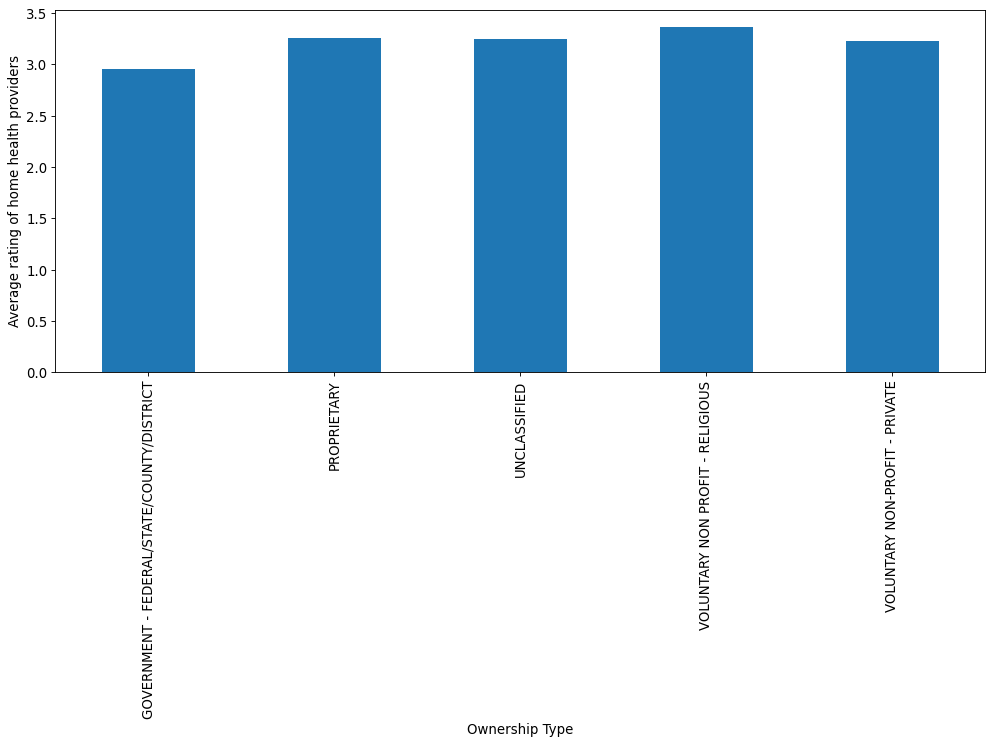 Average rating of home health providers
3.5
3.0
2.5
2.0
1.5
1.0
0.5
0.0
GOVERNMENT - FEDERAL/STATE/COUNTY/DISTRICT
PROPRIETARY
UNCLASSIFIED
VOLUNTARY NON PROFIT - RELIGIOUS
VOLUNTARY NON-PROFIT - PRIVATE
Ownership Type